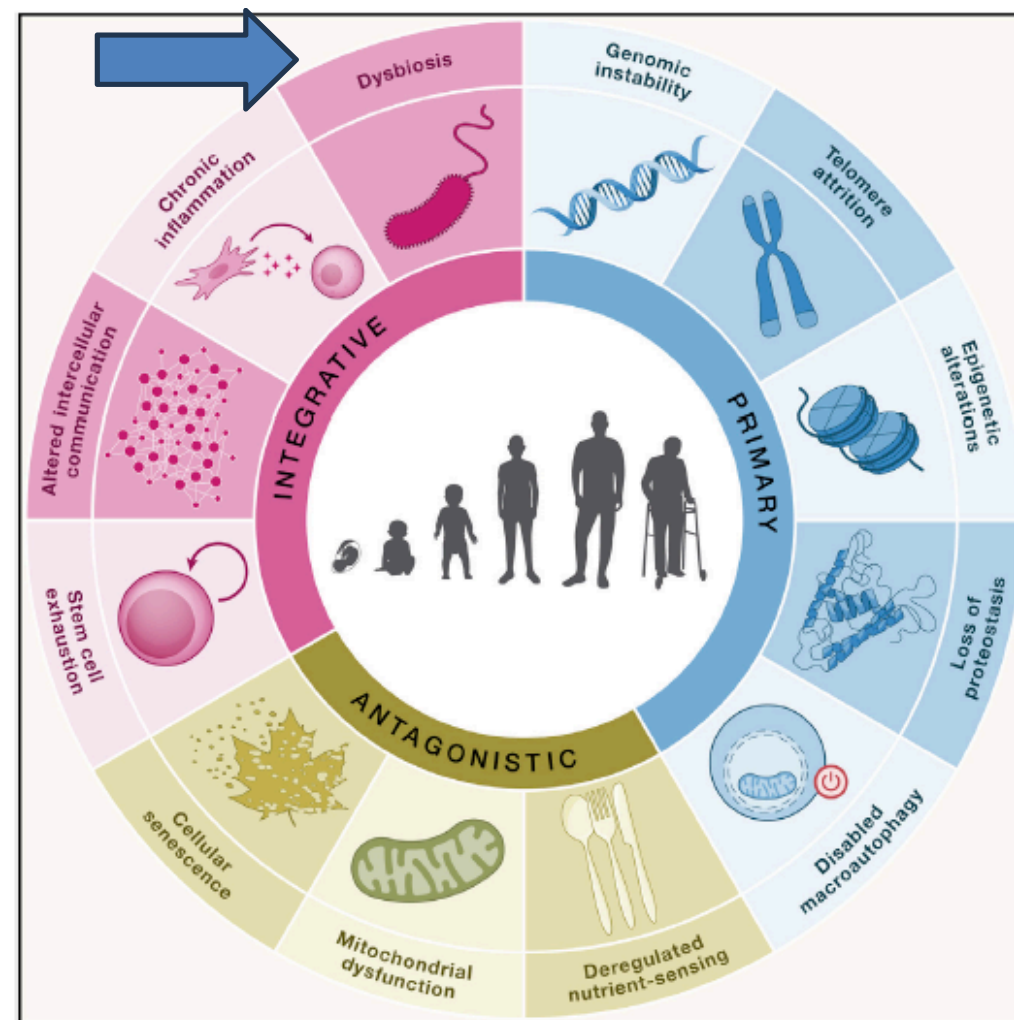 Dysbiosis
Genomic
instability
Telomere
attrition
Epigenetic
alterations
Loss of
proteostasis
Disabled
macroautophagy
Deregulated
nutrient-sensing
Mitochondrial
dysfunction
Cellular
senescence
Stem cell
exhaustion
Altered intercellular
communication
Chronic
inflammation
INTEGRATIVE
PRIMARY
ANTAGONISTIC